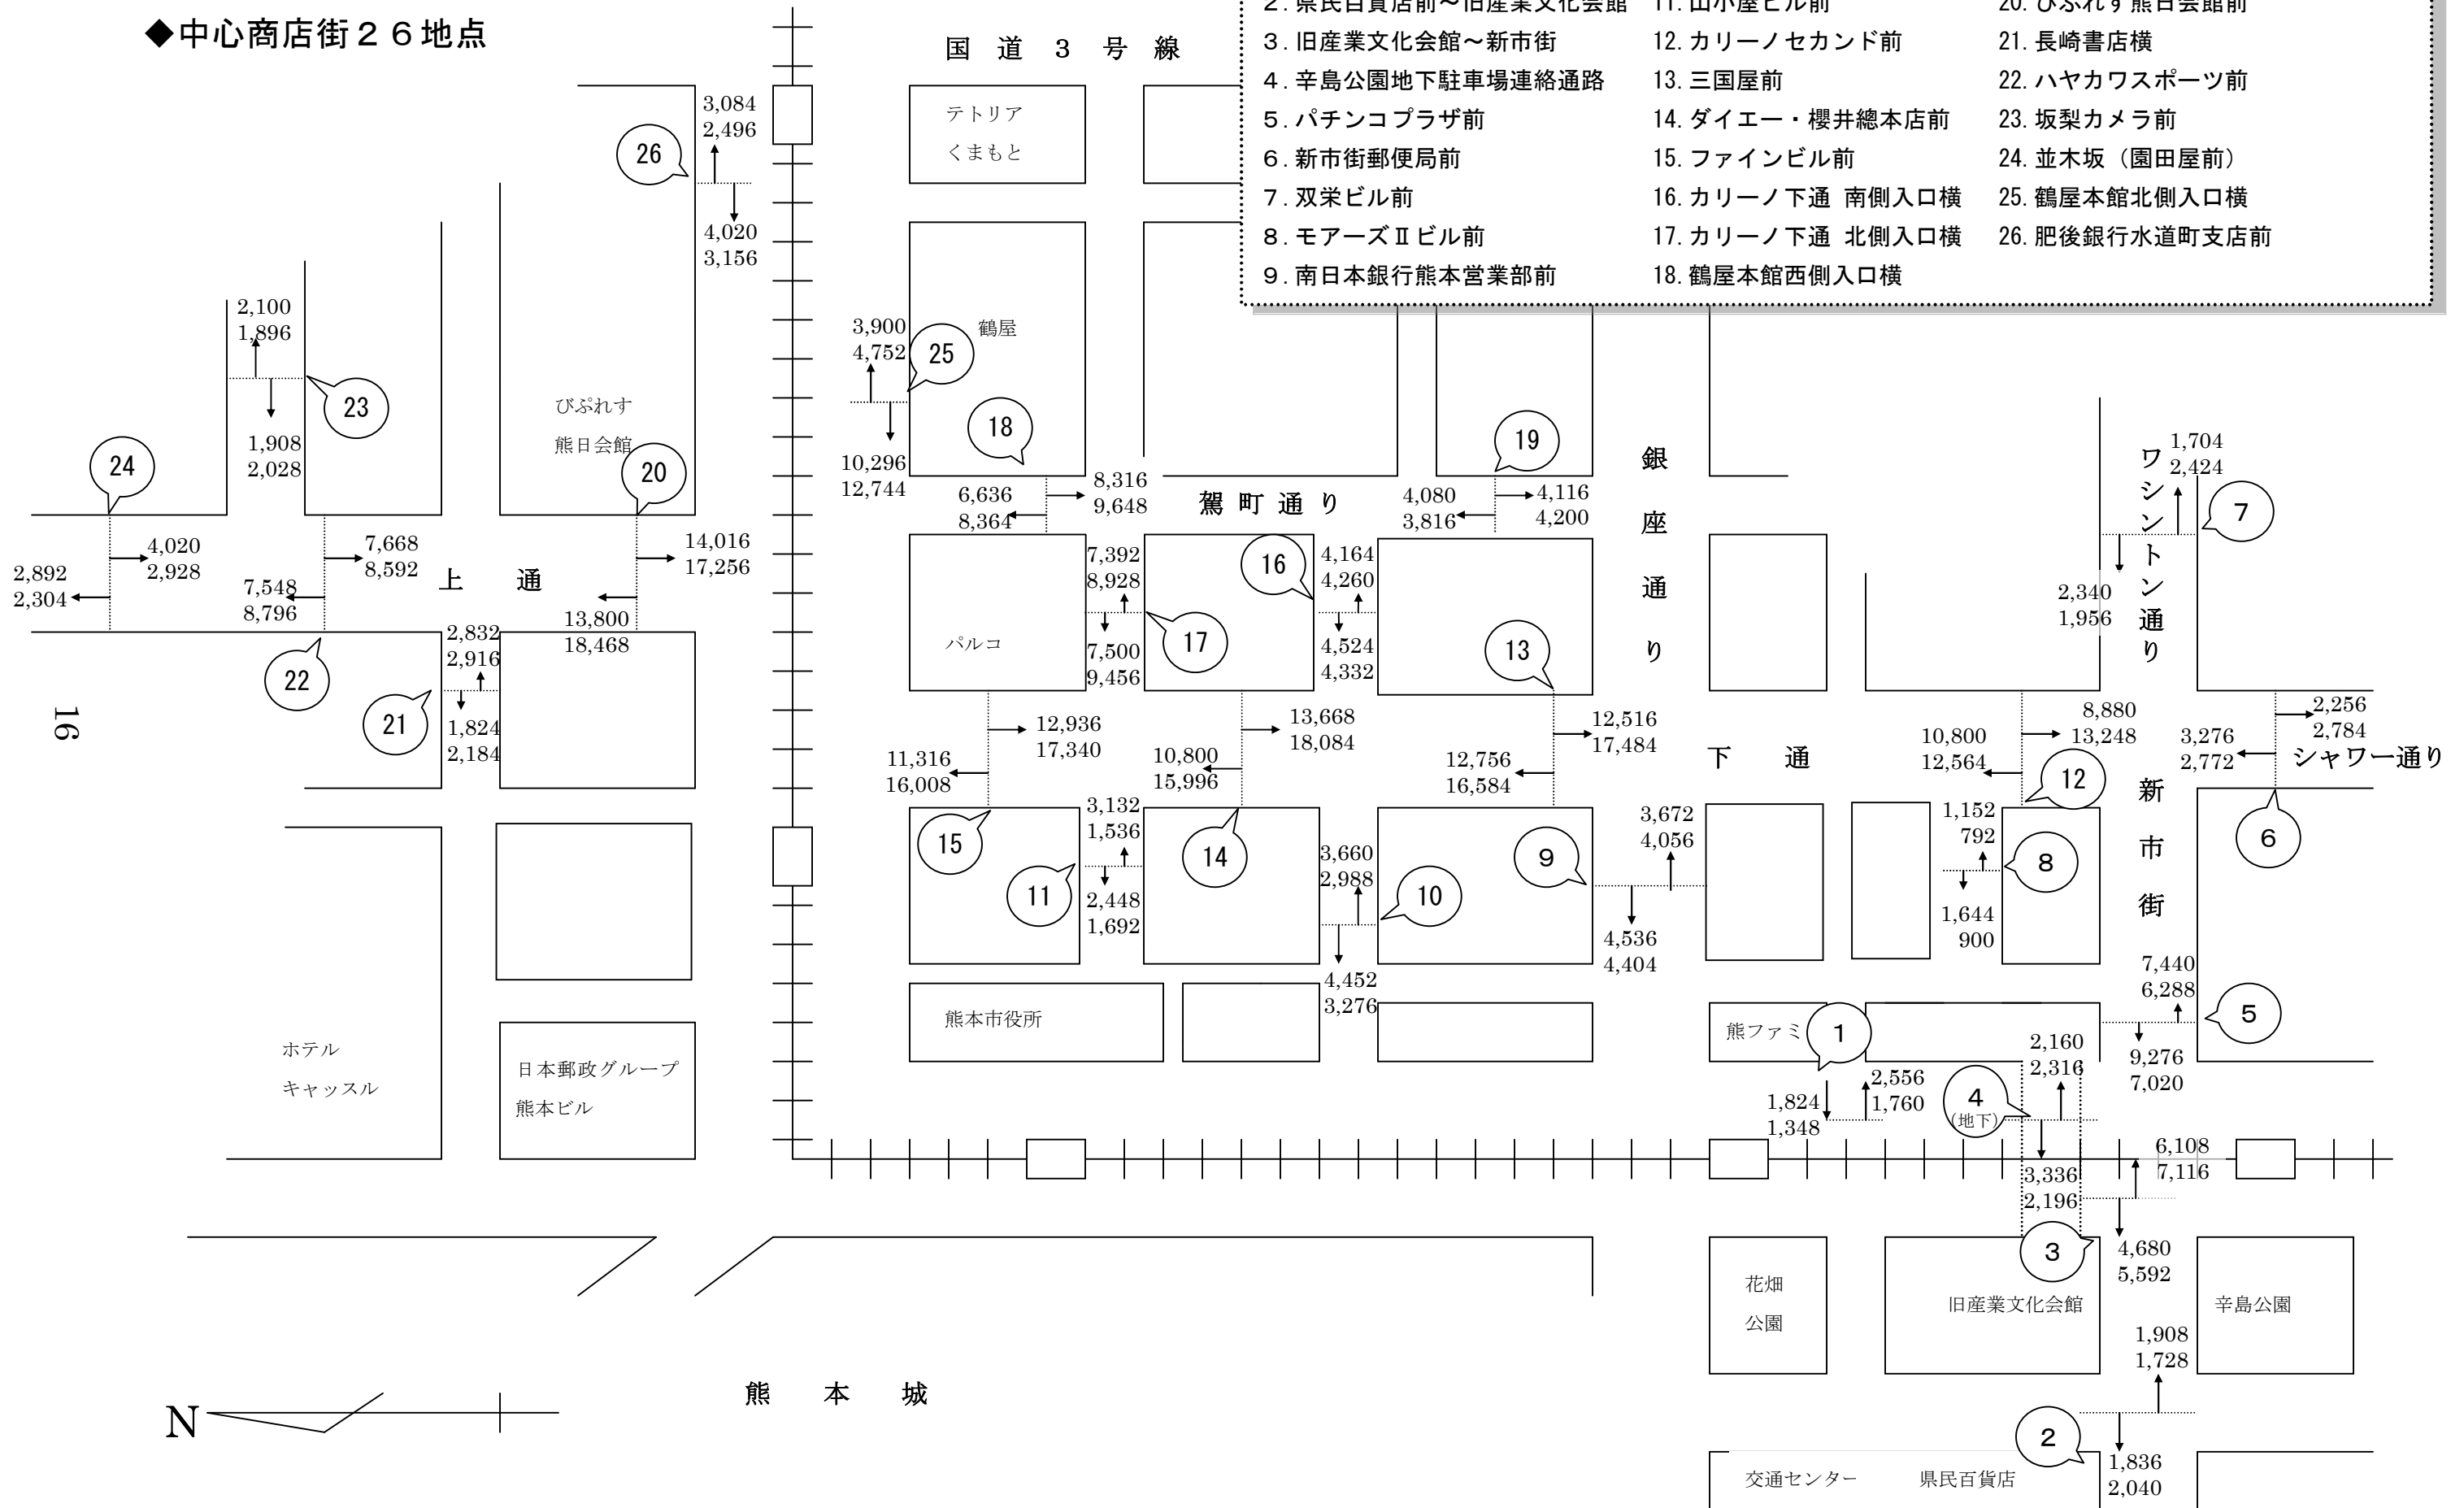 ◆中心商店街２６地点
国道３号線
2. 県民百貨店前～旧産業文化会館
11. 山小屋ビル前
20. びぷれす熊日会館前
3. 旧産業文化会館～新市街
12. カリーノセカンド前
21. 長崎書店横
4. 辛島公園地下駐車場連絡通路
13. 三国屋前
22. ハヤカワスポーツ前
5. パチンコプラザ前
14. ダイエー・櫻井總本店前
23. 坂梨カメラ前
6. 新市街郵便局前
15. ファインビル前
24. 並木坂（園田屋前）
7. 双栄ビル前
16. カリーノ下通 南側入口横
25. 鶴屋本館北側入口横
8. モアーズⅡビル前
17. カリーノ下通 北側入口横
26. 肥後銀行水道町支店前
9. 南日本銀行熊本営業部前
18. 鶴屋本館西側入口横
3,084
2,496
26
4,020
3,156
テトリア
くまもと
2,100
1,896
23
1,908
2,028
びぷれす
熊日会館
20
24
3,900
4,752
25
鶴屋
18
10,296
12,744
6,636
8,364
8,316
9,648
駕町通り
19
4,080
3,816
4,116
4,200
銀座通り
ワシントン通り
1,704
2,424
7
2,340
1,956
4,020
2,928
2,892
2,304
7,668
8,592
7,548
8,796
上通
14,016
17,256
13,800
18,468
22
2,832
2,916
21
1,824
2,184
16
パルコ
7,392
8,928
17
7,500
9,456
16
4,164
4,260
4,524
4,332
13
12,936
17,340
11,316
16,008
13,668
18,084
10,800
15,996
12,516
17,484
12,756
16,584
下通
8,880
13,248
10,800
12,564
12
2,256
2,784
3,276
2,772
シャワー通り
新市街
15
11
3,132
1,536
2,448
1,692
14
3,660
2,988
10
4,452
3,276
9
3,672
4,056
4,536
4,404
1,152
792
8
1,644
900
6
7,440
6,288
5
9,276
7,020
熊本市役所
熊ファミ
1
1,824
1,348
2,556
1,760
4
（地下）
2,160
2,316
3,336
2,196
6,108
7,116
3
4,680
5,592
ホテル
キャッスル
日本郵政グループ
熊本ビル
花畑
公園
旧産業文化会館
辛島公園
1,908
1,728
2
1,836
2,040
熊本城
N
交通センター
県民百貨店